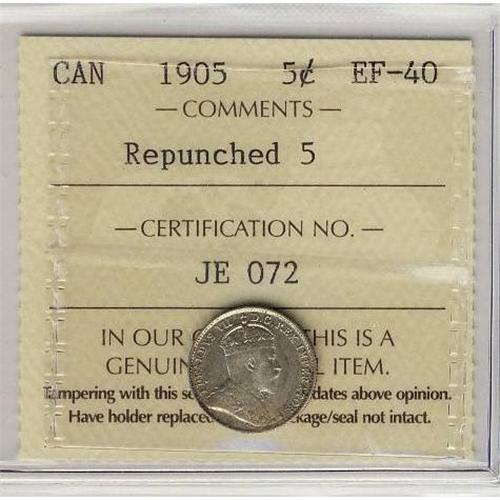 CAN 1905 5¢ EF-40
— COMMENTS —
Repunched 5
— CERTIFICATION NO. —
JE 072
IN OUR THIS IS A
ITEM.
Tampering with this above opinion.
Have holder seal not intact.